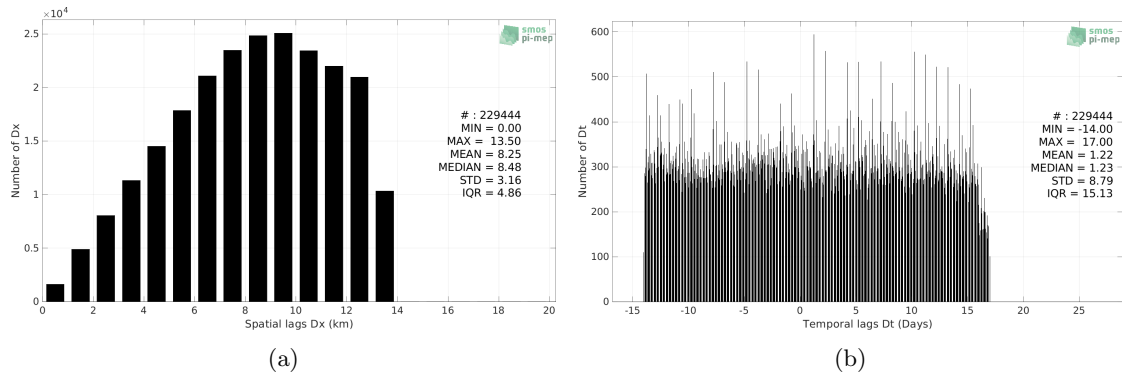 ×10⁴
2.5
2
1.5
1
0.5
0
Number of Dx
0 2 4 6 8 10 12 14 16 18 20
Spatial lags Dx (km)
smos
pi-mep
# : 229444
MIN = 0.00
MAX = 13.50
MEAN = 8.25
MEDIAN = 8.48
STD = 3.16
IQR = 4.86
(a)
600
500
400
300
200
100
0
Number of Dt
-15 -10 -5 0 5 10 15 20 25
Temporal lags Dt (Days)
smos
pi-mep
# : 229444
MIN = -14.00
MAX = 17.00
MEAN = 1.22
MEDIAN = 1.23
STD = 8.79
IQR = 15.13
(b)